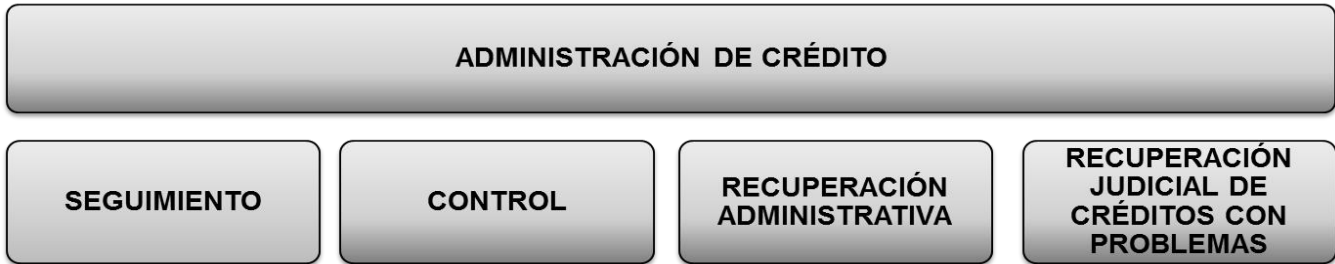 ADMINISTRACIÓN DE CRÉDITO
SEGUIMIENTO
CONTROL
RECUPERACIÓN
ADMINISTRATIVA
RECUPERACIÓN
JUDICIAL DE
CRÉDITOS CON
PROBLEMAS